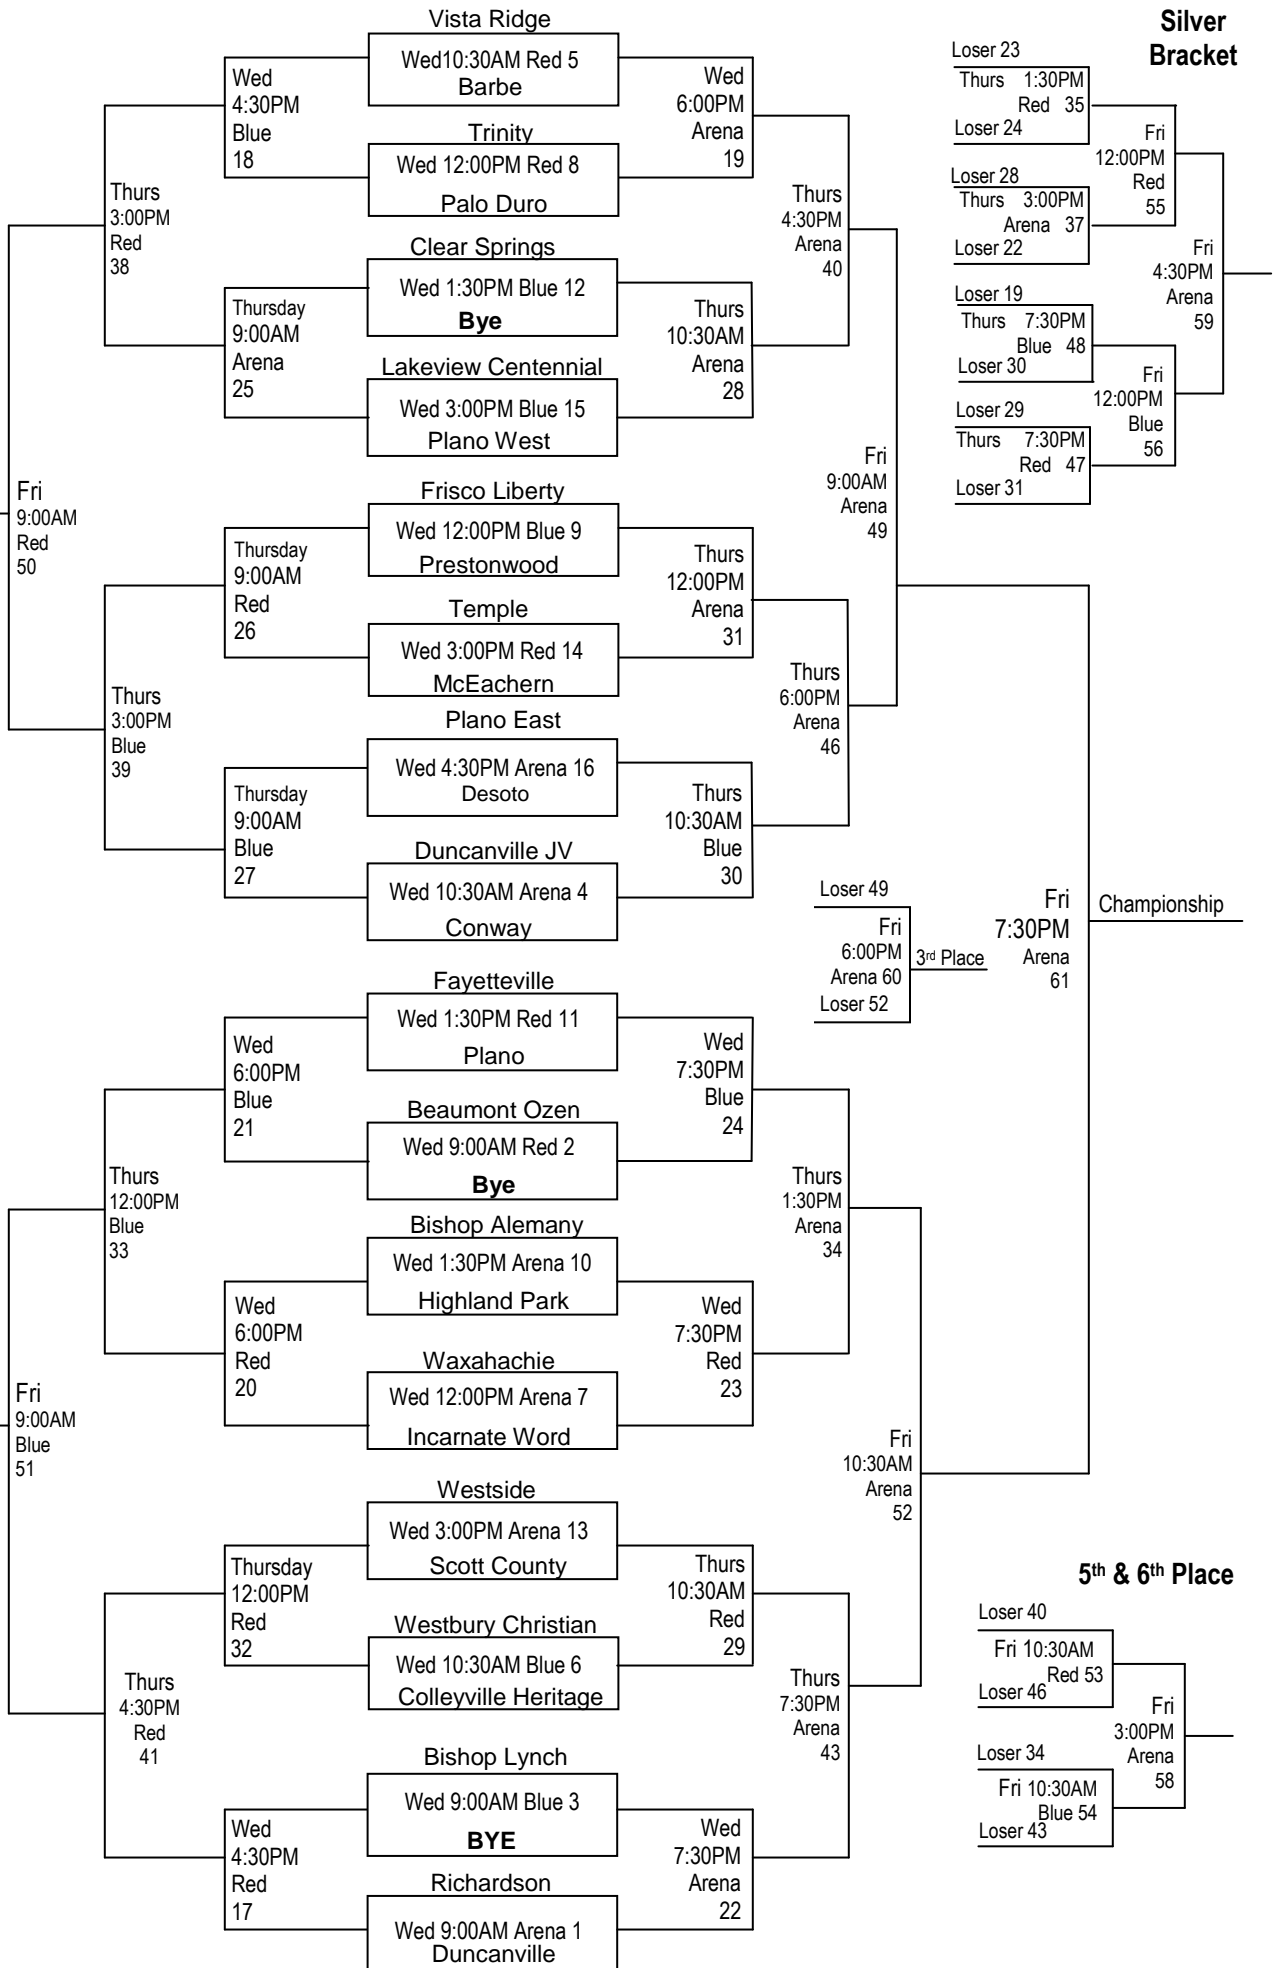 Vista Ridge
Wed10:30AM Red 5
Barbe
Trinity
Wed 12:00PM Red 8
Palo Duro
Clear Springs
Wed 1:30PM Blue 12
Bye
Lakeview Centennial
Wed 3:00PM Blue 15
Plano West
Frisco Liberty
Wed 12:00PM Blue 9
Prestonwood
Temple
Wed 3:00PM Red 14
McEachern
Plano East
Wed 4:30PM Arena 16
Desoto
Duncanville JV
Wed 10:30AM Arena 4
Conway
Fayetteville
Wed 1:30PM Red 11
Plano
Beaumont Ozen
Wed 9:00AM Red 2
Bye
Bishop Alemany
Wed 1:30PM Arena 10
Highland Park
Waxahachie
Wed 12:00PM Arena 7
Incarnate Word
Westside
Wed 3:00PM Arena 13
Scott County
Westbury Christian
Wed 10:30AM Blue 6
Colleyville Heritage
Bishop Lynch
Wed 9:00AM Blue 3
BYE
Richardson
Wed 9:00AM Arena 1
Duncanville
Wed
4:30PM
Blue
18
Thursday
9:00AM
Arena
25
Thursday
9:00AM
Red
26
Thursday
9:00AM
Blue
27
Wed
6:00PM
Blue
21
Wed
6:00PM
Red
20
Thursday
12:00PM
Red
32
Wed
4:30PM
Red
17
Thurs
3:00PM
Red
38
Thurs
3:00PM
Blue
39
Thurs
12:00PM
Blue
33
Thurs
4:30PM
Red
41
Fri
9:00AM
Red
50
Fri
9:00AM
Blue
51
Wed
6:00PM
Arena
19
Thurs
10:30AM
Arena
28
Thurs
12:00PM
Arena
31
Thurs
10:30AM
Blue
30
Wed
7:30PM
Blue
24
Wed
7:30PM
Red
23
Thurs
10:30AM
Red
29
Wed
7:30PM
Arena
22
Thurs
4:30PM
Arena
40
Thurs
6:00PM
Arena
46
Thurs
1:30PM
Arena
34
Thurs
7:30PM
Arena
43
Fri
9:00AM
Arena
49
Fri
10:30AM
Arena
52
Fri
7:30PM
Arena
61
Championship
Loser 49
Fri
6:00PM
Arena 60
Loser 52
3rd Place
Silver
Bracket
Loser 23
Thurs 1:30PM
Red 35
Loser 24
Loser 28
Thurs 3:00PM
Arena 37
Loser 22
Loser 19
Thurs 7:30PM
Blue 48
Loser 30
Loser 29
Thurs 7:30PM
Red 47
Loser 31
Fri
12:00PM
Red
55
Fri
12:00PM
Blue
56
Fri
4:30PM
Arena
59
5th & 6th Place
Loser 40
Fri 10:30AM
Red 53
Loser 46
Loser 34
Fri 10:30AM
Blue 54
Loser 43
Fri
3:00PM
Arena
58